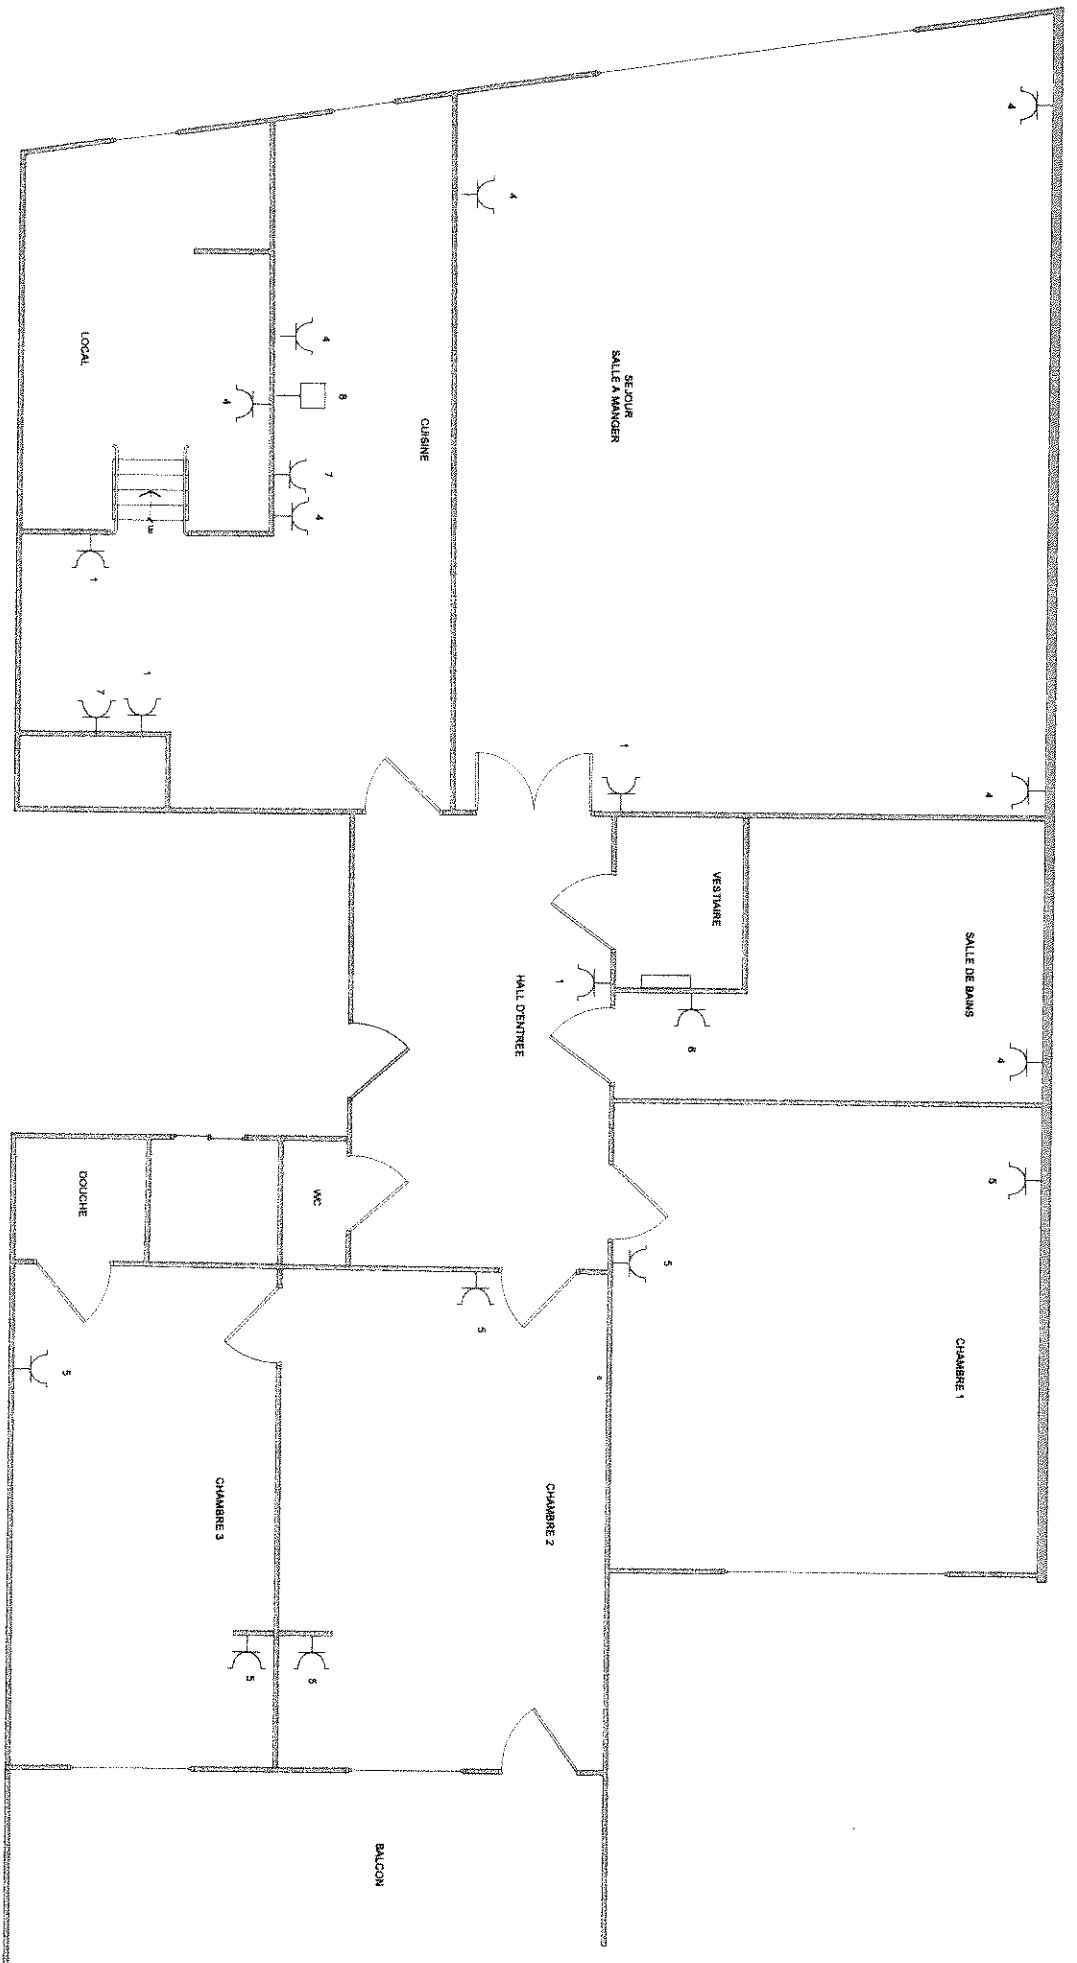 4
4
4
5
SALLE DE BAINS
CHAMBRE 1
VESTIAIRE
6
5
SEJOUR
SALLE A MANGER
1
1
CHAMBRE 2
HALL D'ENTREE
4
5
CUISINE
BALCON
8
4
7
4
WC
5
5
4
CHAMBRE 3
1
7
1
LOCAL
DOUCHE
5